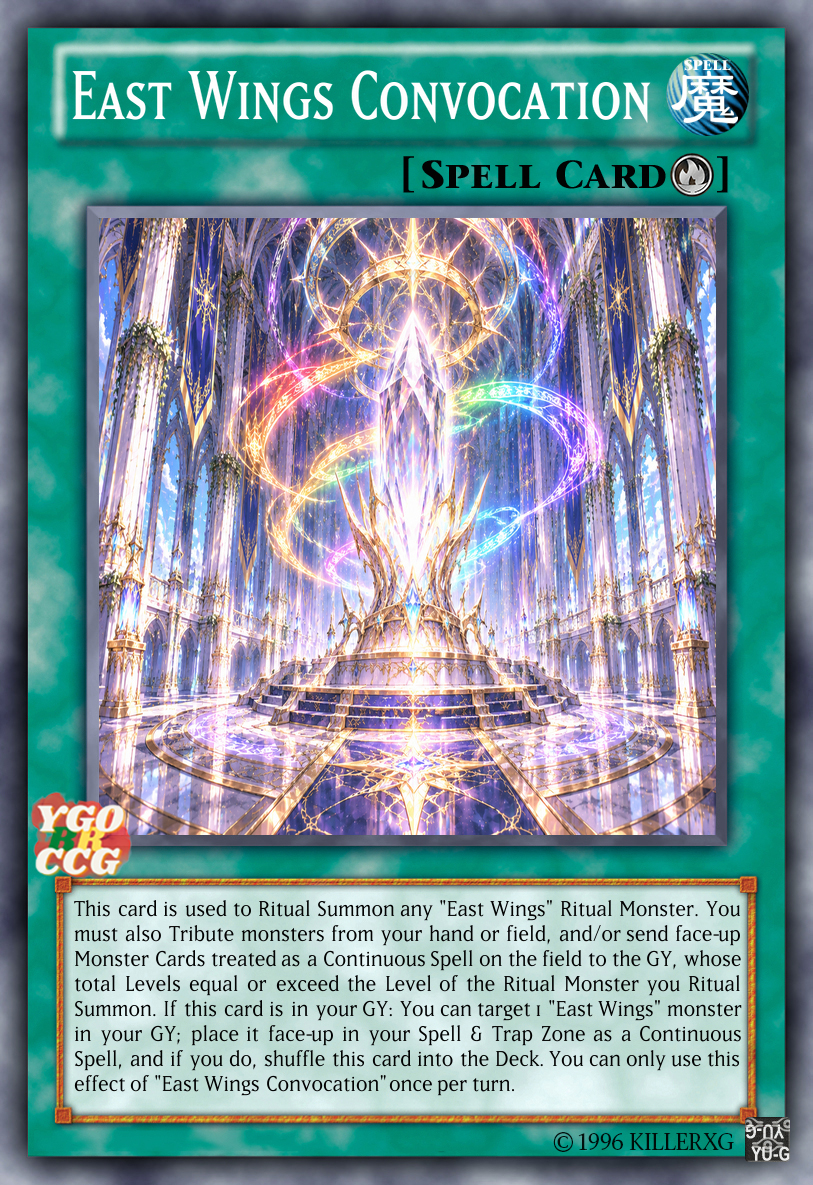 East Wings Convocation
SPELL
魔
[Spell Card]
YGO
BR
CCG
This card is used to Ritual Summon any "East Wings" Ritual Monster. You
must also Tribute monsters from your hand or field, and/or send face-up
Monster Cards treated as a Continuous Spell on the field to the GY, whose
total Levels equal or exceed the Level of the Ritual Monster you Ritual
Summon. If this card is in your GY: You can target 1 "East Wings" monster
in your GY; place it face-up in your Spell & Trap Zone as a Continuous
Spell, and if you do, shuffle this card into the Deck. You can only use this
effect of "East Wings Convocation" once per turn.
© 1996 KILLERXG
YU-G